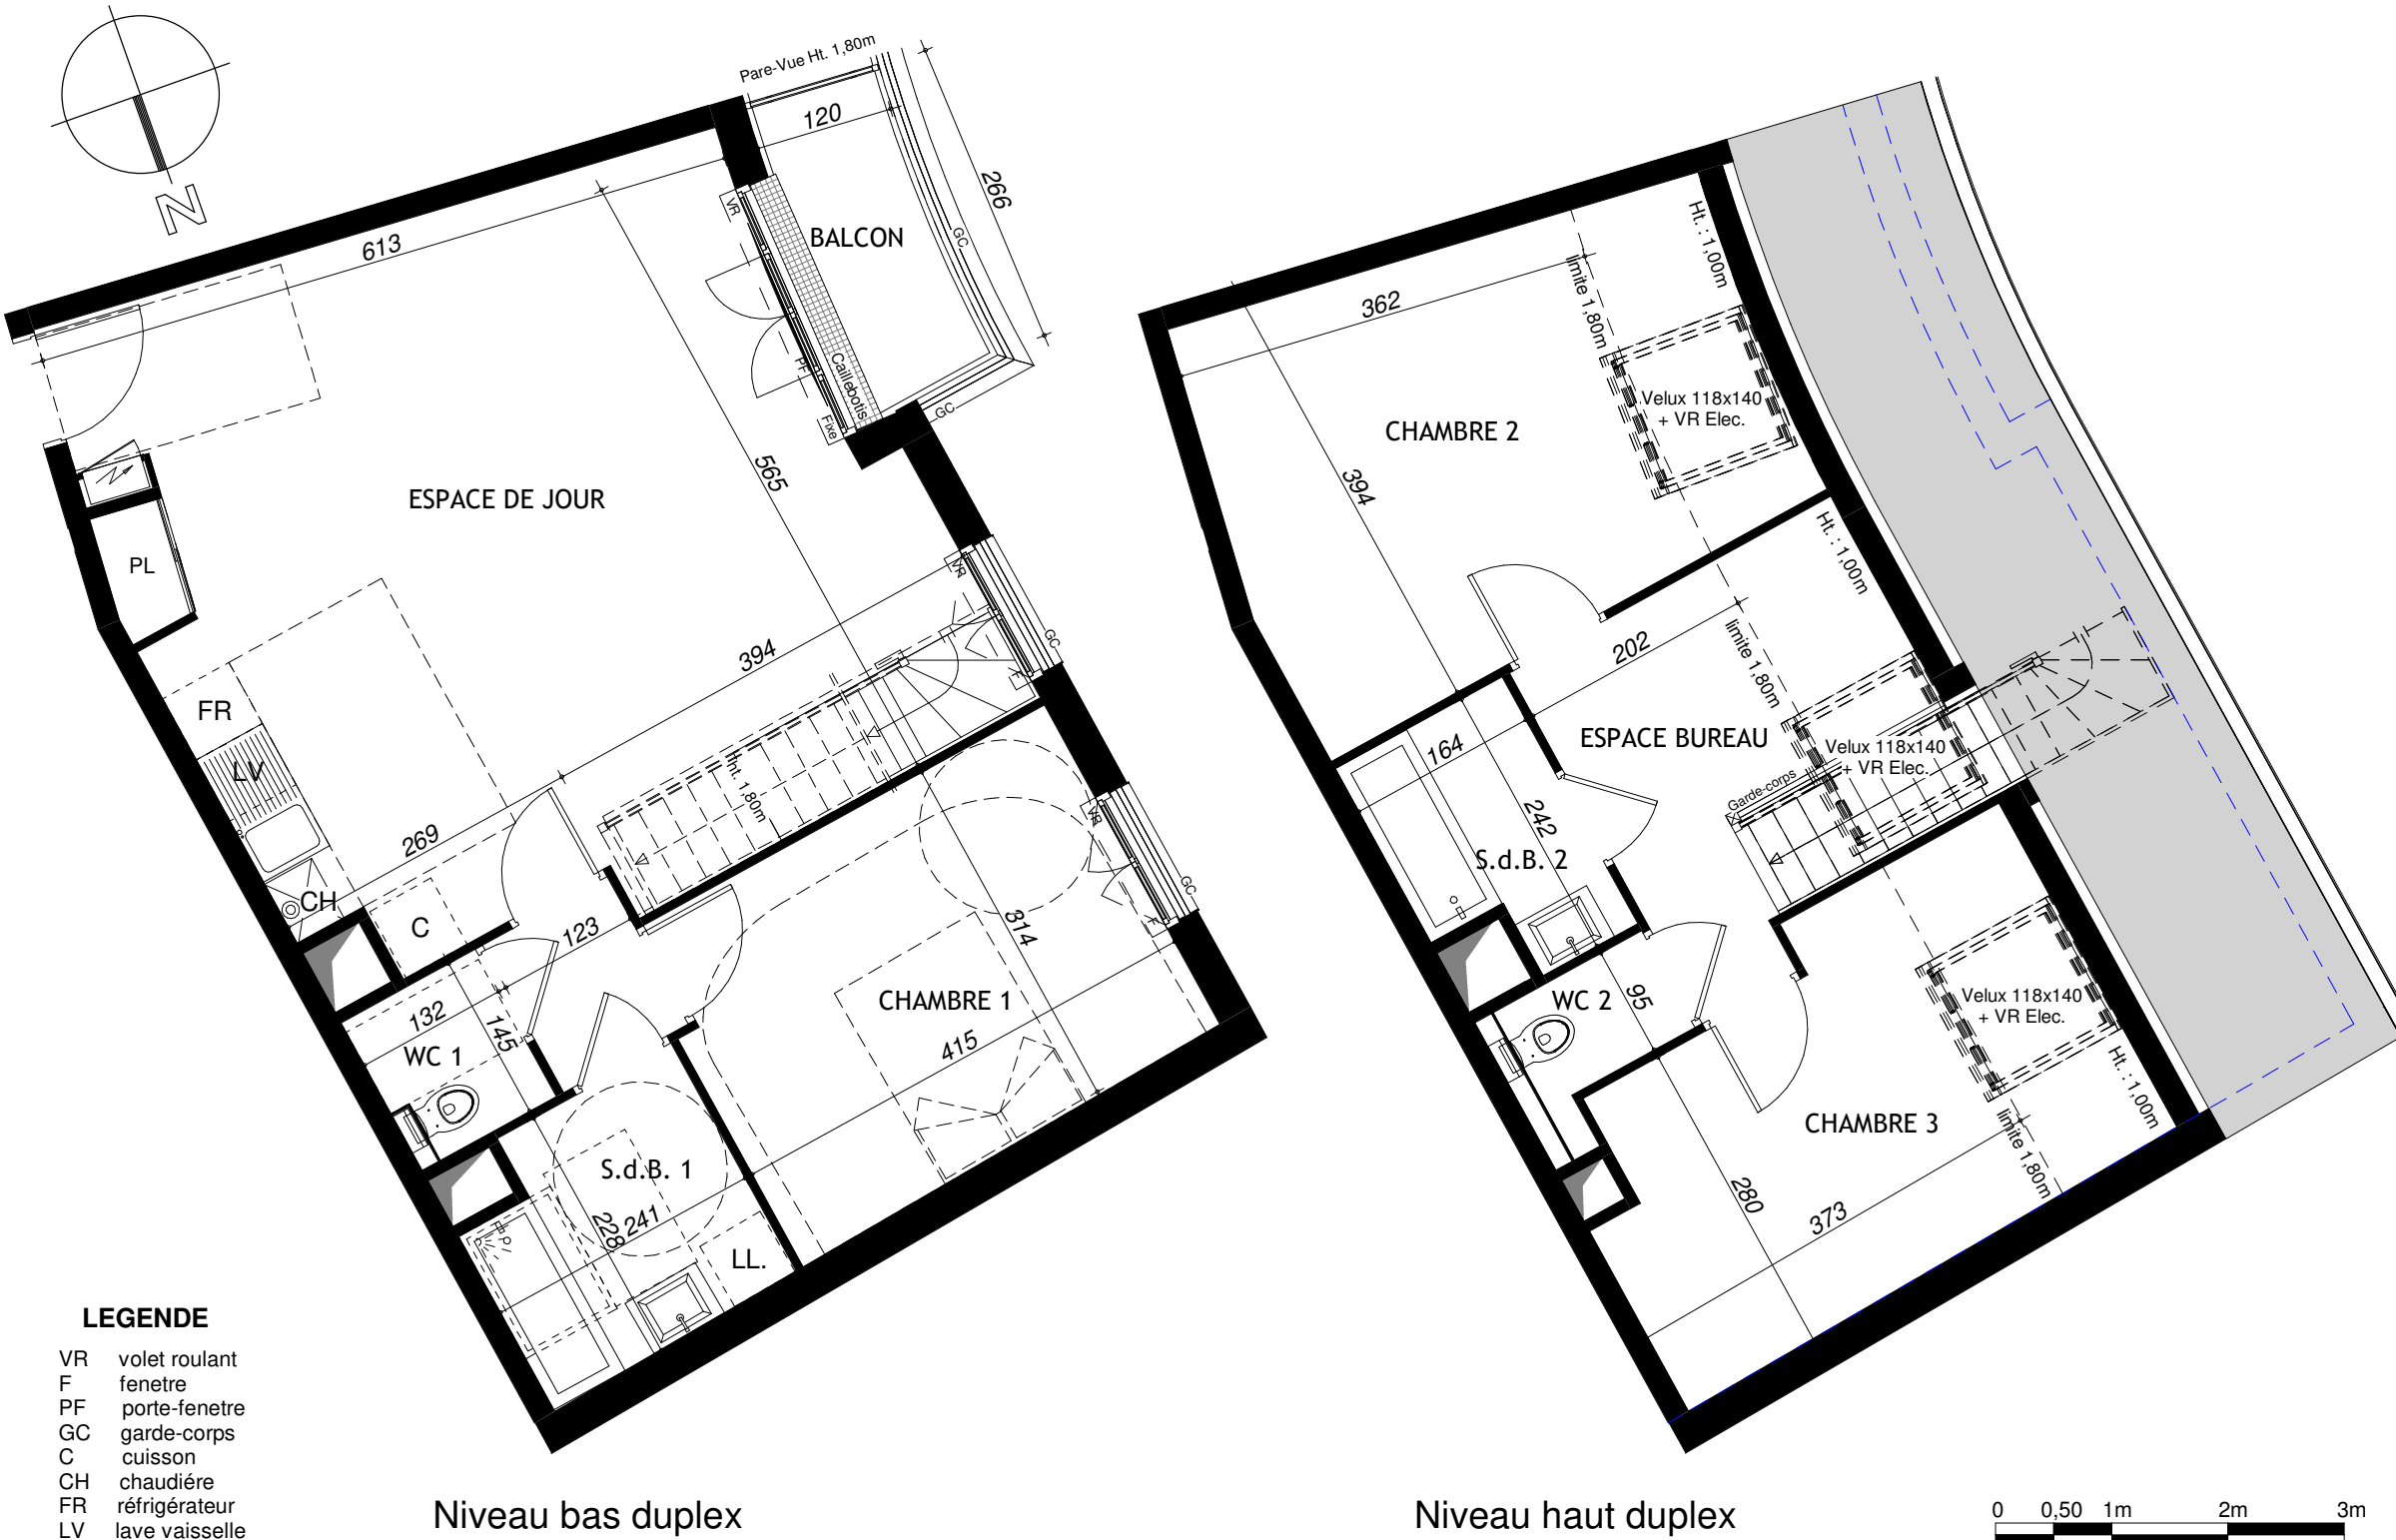 N
Pare-Vue Ht. 1,80m
120
266
613
VR
BALCON
GC
PF
Caillebotis
Fixe
GC
ESPACE DE JOUR
565
PL
VR
GC
394
FR
LV
ht. 1,80m
269
CH
C
123
VR
GC
314
132
145
WC 1
CHAMBRE 1
415
S.d.B. 1
228
241
LL.
Ht. : 1,00m
limite 1,80m
362
Velux 118x140
+ VR Elec.
CHAMBRE 2
394
Ht. : 1,00m
limite 1,80m
202
164
ESPACE BUREAU
Velux 118x140
+ VR Elec.
Garde-corps
242
S.d.B. 2
WC 2
95
Velux 118x140
+ VR Elec.
Ht. : 1,00m
CHAMBRE 3
limite 1,80m
280
373
LEGENDE
VR volet roulant
F fenetre
PF porte-fenetre
GC garde-corps
C cuisson
CH chaudiére
FR réfrigérateur
LV lave vaisselle
Niveau bas duplex
Niveau haut duplex
0 0,50 1m 2m 3m